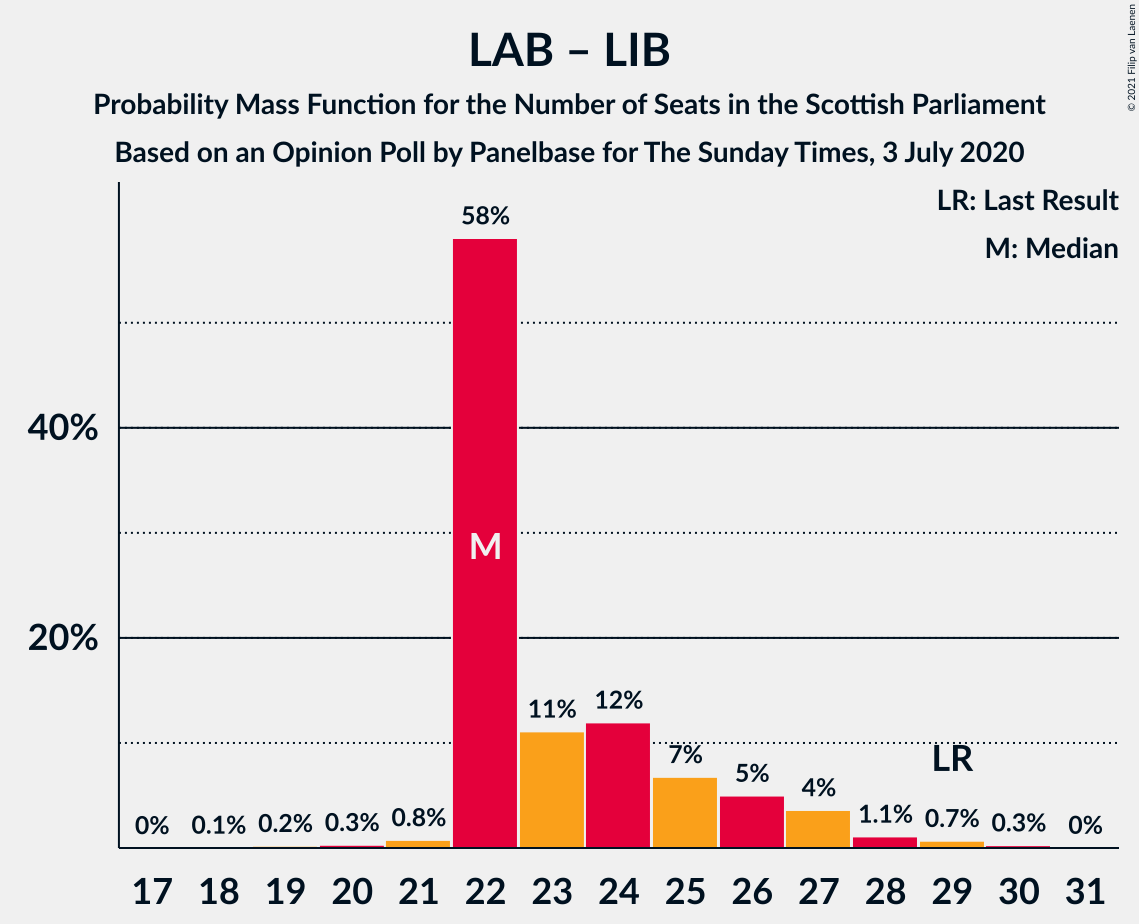 LAB – LIB
Probability Mass Function for the Number of Seats in the Scottish Parliament
Based on an Opinion Poll by Panelbase for The Sunday Times, 3 July 2020
© 2021 Filip van Laenen
LR: Last Result
M: Median
58%
40%
M
20%
12%
11%
7%
LR
5%
4%
1.1%
0.8%
0.7%
0.3%
0.3%
0.2%
0.1%
0%
0%
17 18 19 20 21 22 23 24 25 26 27 28 29 30 31